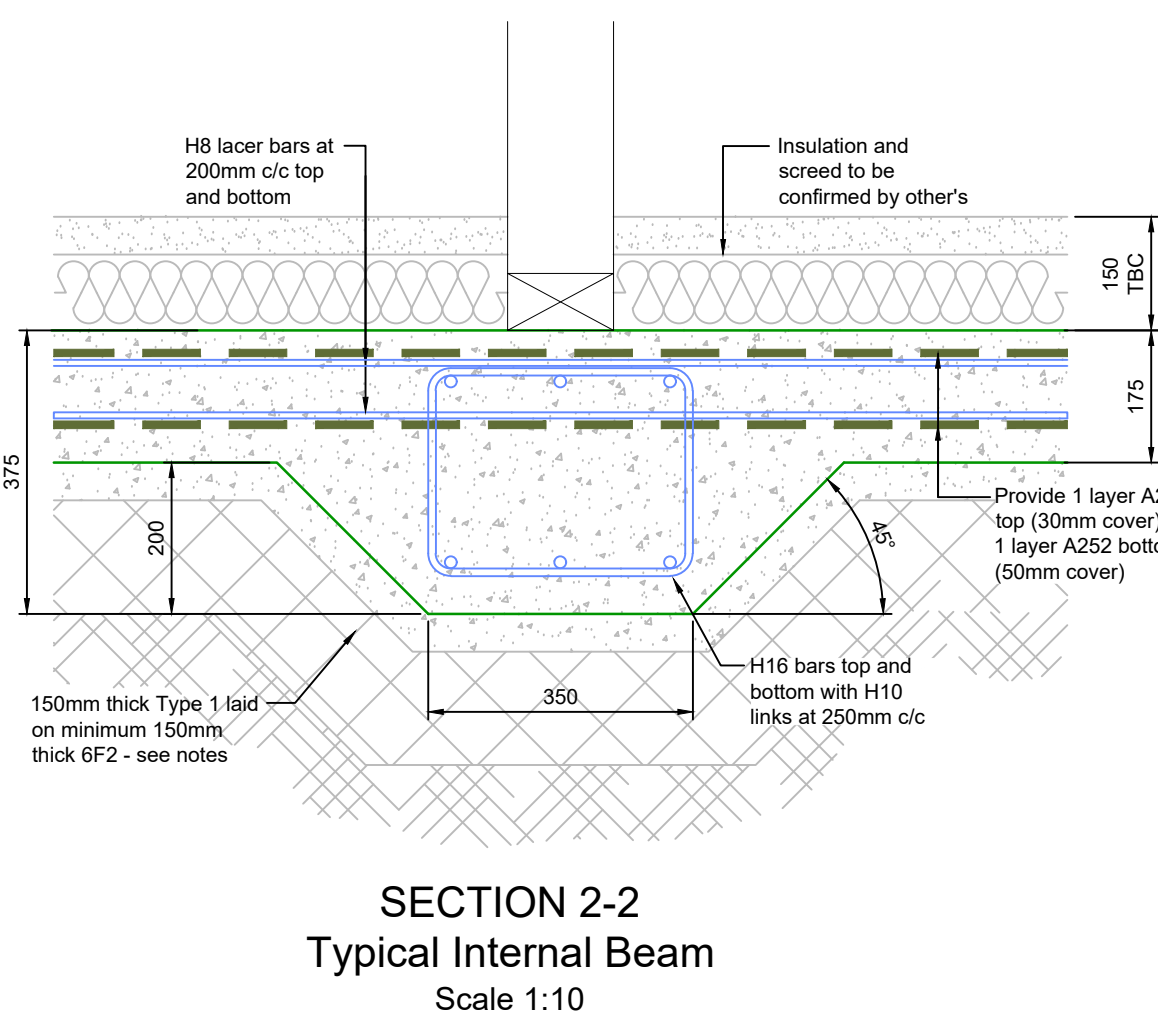 H8 lacer bars at
200mm c/c top
and bottom
Insulation and
screed to be
confirmed by other's
150
TBC
375
175
200
45°
Provide 1 layer
top (30mm cover)
1 layer A252
(50mm cover)
H16 bars top and
bottom with H10
links at 250mm c/c
350
150mm thick Type 1 laid
on minimum 150mm
thick 6F2 - see notes
SECTION 2-2
Typical Internal Beam
Scale 1:10